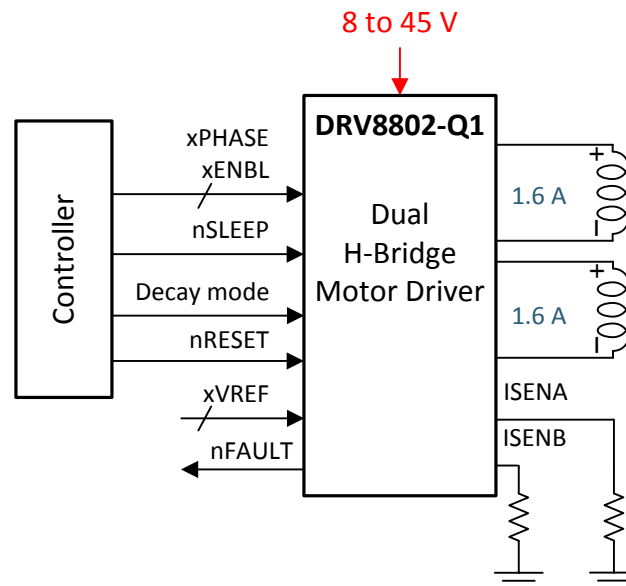 8 to 45 V
DRV8802-Q1
Dual
H-Bridge
Motor Driver
Controller
xPHASE
xENBL
nSLEEP
Decay mode
nRESET
xVREF
nFAULT
+
1.6 A
−
+
1.6 A
−
ISENA
ISENB